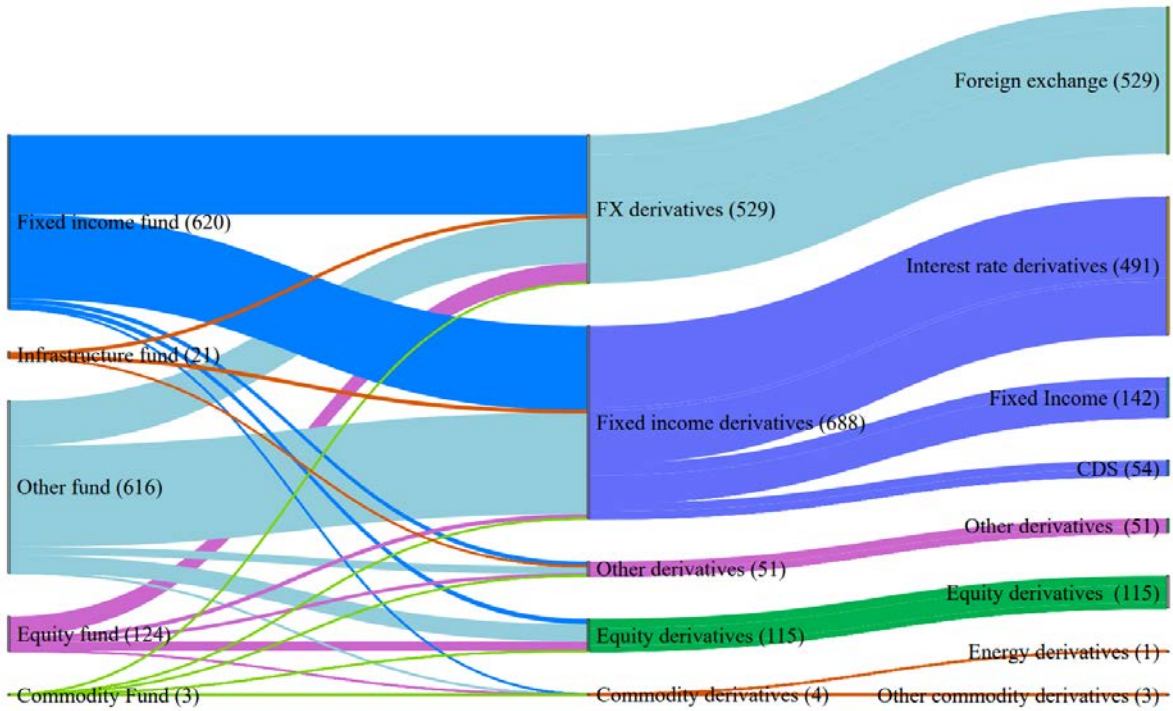 Foreign exchange (529)
FX derivatives (529)
Fixed income fund (620)
Interest rate derivatives (491)
Infrastructure fund (21)
Fixed Income (142)
Fixed income derivatives (688)
CDS (54)
Other fund (616)
Other derivatives (51)
Other derivatives (51)
Equity derivatives (115)
Equity fund (124)
Equity derivatives (115)
Energy derivatives (1)
Commodity Fund (3)
Commodity derivatives (4)
Other commodity derivatives (3)